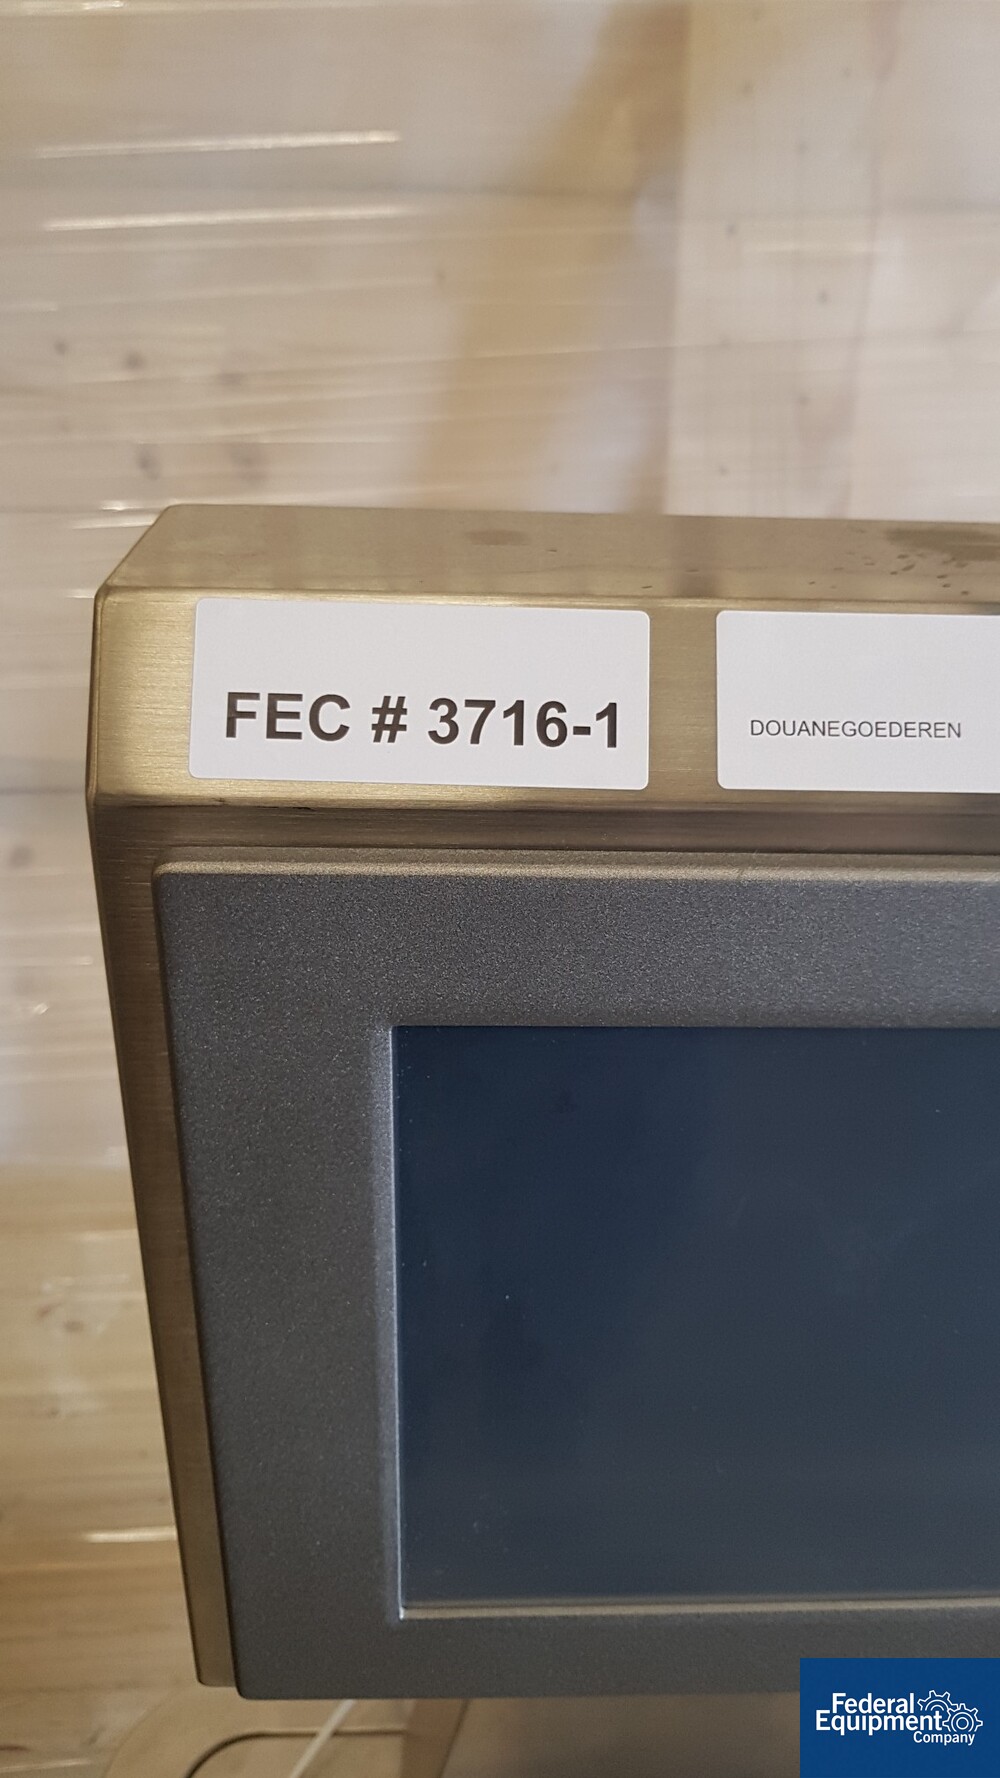 FEC # 3716-1
DOUANEGOEDEREN
Federal
Equipment
Company